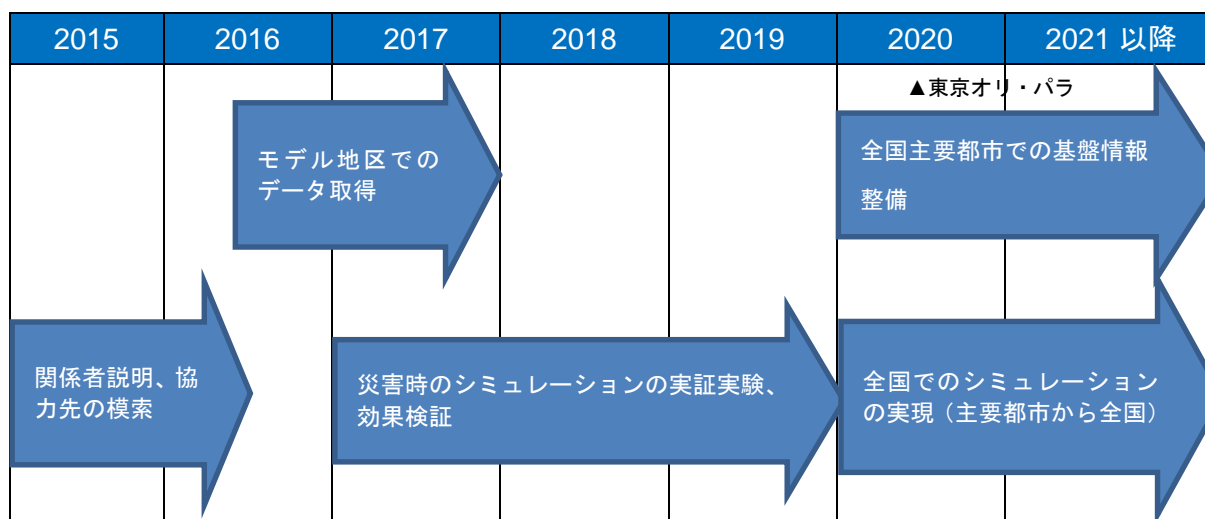 2015 2016 2017 2018 2019 2020 2021 以降
▲東京オリ・パラ
モデル地区での
データ取得
全国主要都市での基盤情報
整備
関係者説明、協
力先の模索
災害時のシミュレーションの実証実験、
効果検証
全国でのシミュレーション
の実現（主要都市から全国）